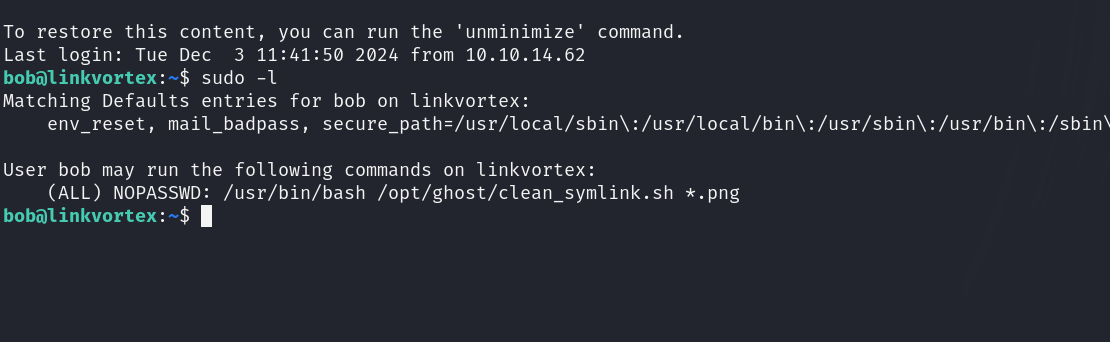 To restore this content, you can run the 'unminimize' command.
Last login: Tue Dec  3 11:41:50 2024 from 10.10.14.62
bob@linkvortex:~$ sudo -l
Matching Defaults entries for bob on linkvortex:
    env_reset, mail_badpass, secure_path=/usr/local/sbin\:/usr/local/bin\:/usr/sbin\:/usr/bin\:/sbin\
User bob may run the following commands on linkvortex:
    (ALL) NOPASSWD: /usr/bin/bash /opt/ghost/clean_symlink.sh *.png
bob@linkvortex:~$